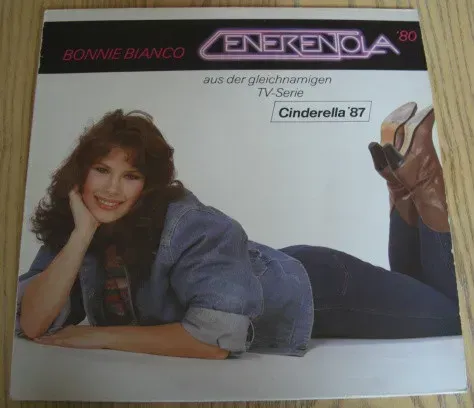 BONNIE BIANCO CENERENTOLA '80
aus der gleichnamigen
TV-Serie
Cinderella '87